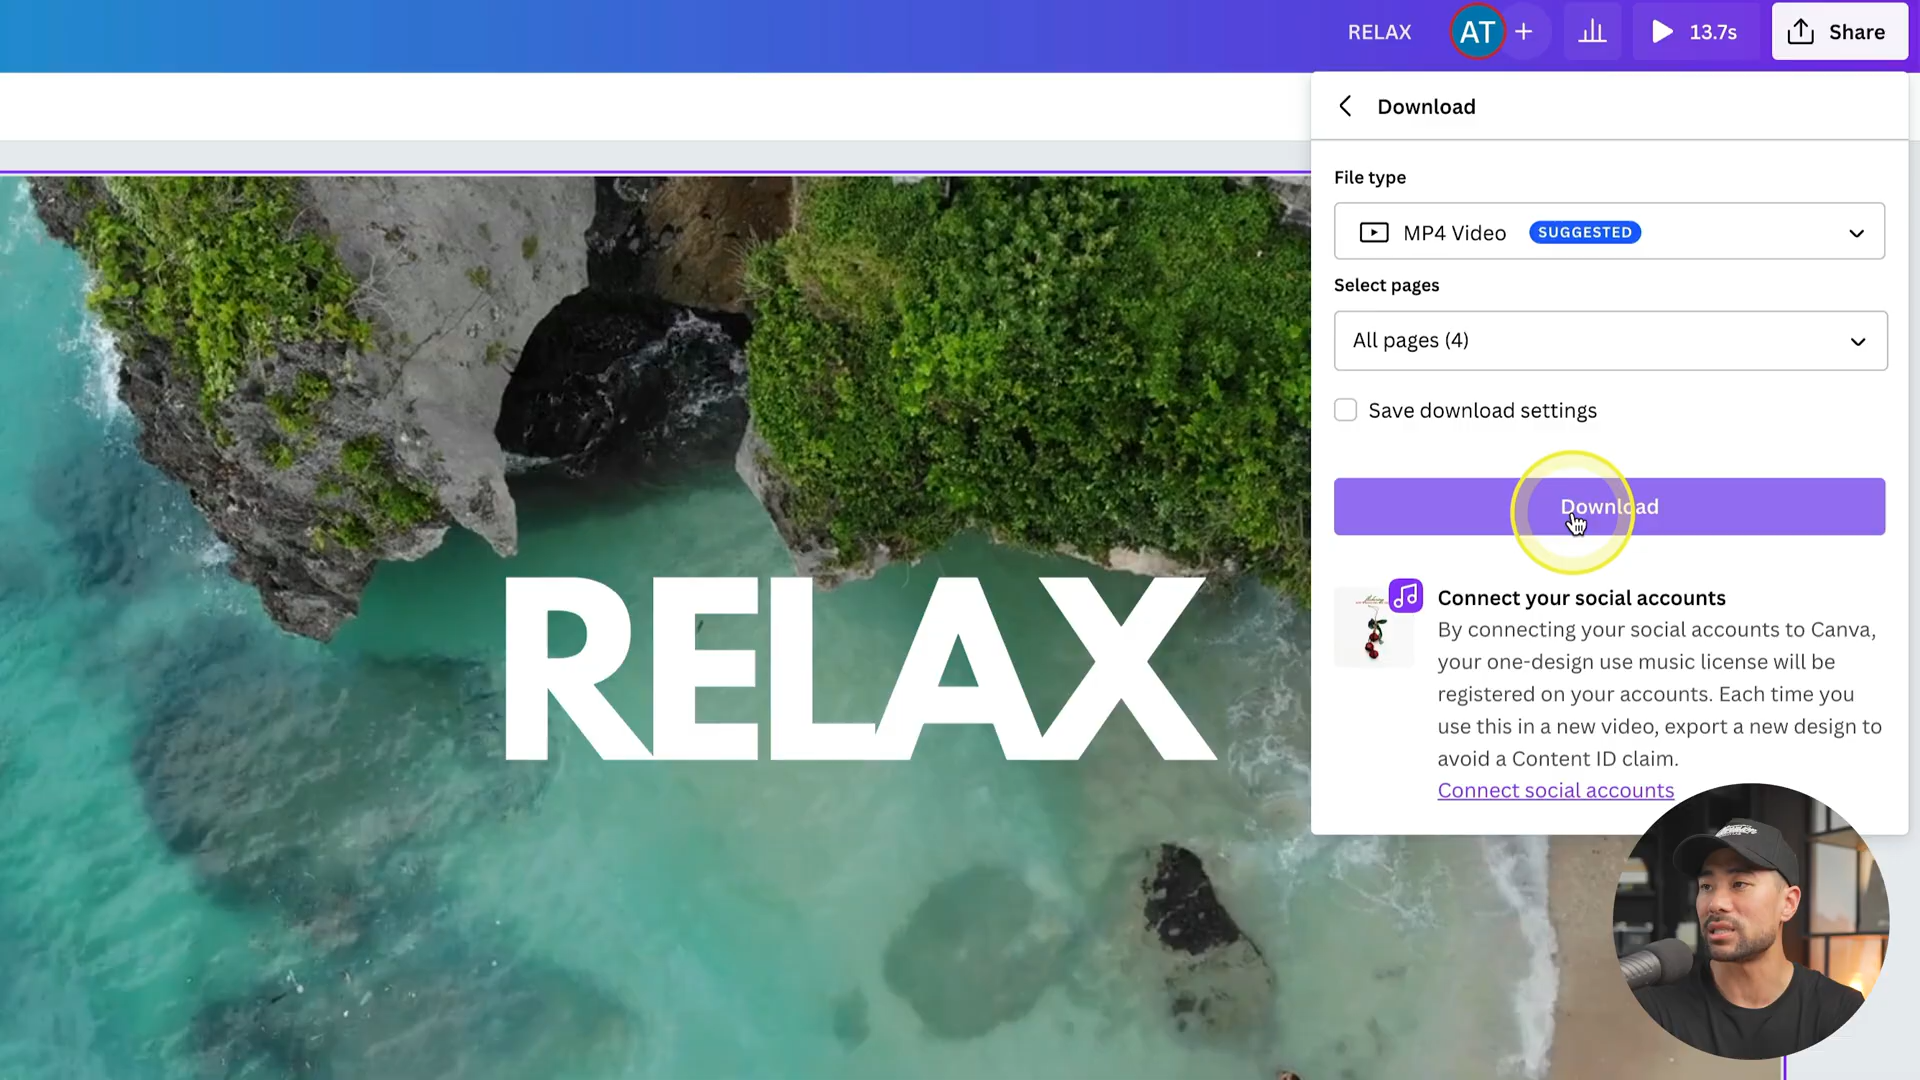 RELAX
AT
+
13.7s
Share
Download
File type
MP4 Video
SUGGESTED
Select pages
All pages (4)
Save download settings
Download
Connect your social accounts
By connecting your social accounts to Canva,
your one-design use music license will be
registered on your accounts. Each time you
use this in a new video, export a new design to
avoid a Content ID claim.
Connect social accounts
RELAX